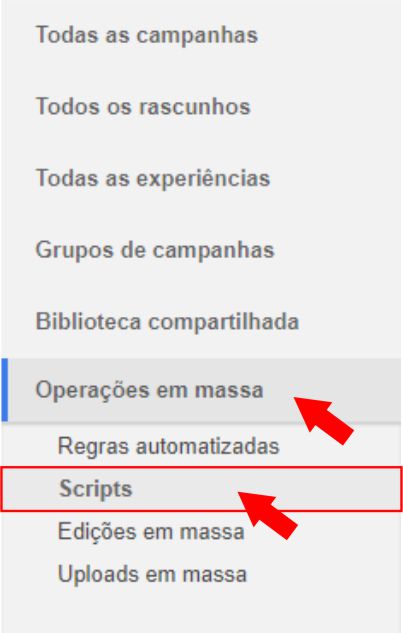 Todas as campanhas
Todos os rascunhos
Todas as experiências
Grupos de campanhas
Biblioteca compartilhada
Operações em massa
Regras automatizadas
Scripts
Edições em massa
Uploads em massa